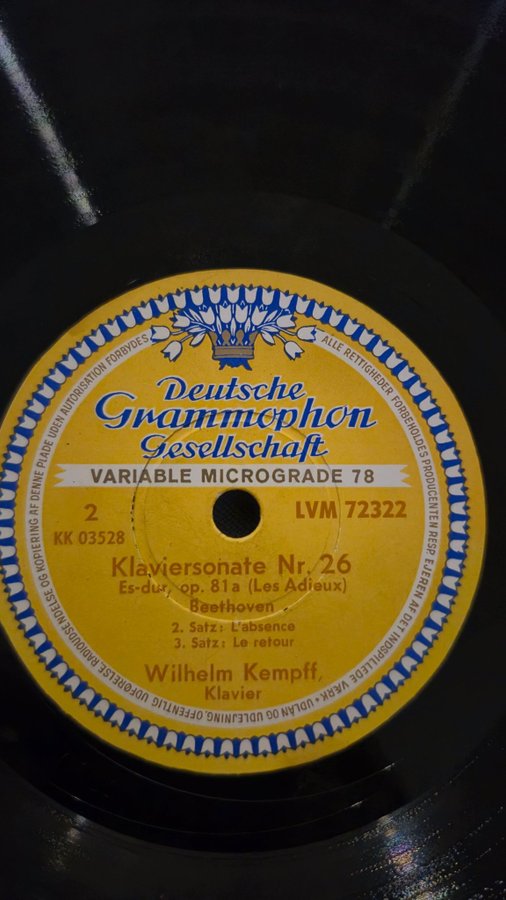 ALLE RETTIGHEDER FORBEHOLDES PRODUCENTEN RESP. EJEREN AF DET INDSPILLEDE VÆRK • UDLÅN OG UDLEJNING, OFFENTLIG UDFØRELSE, RADIOUDSENDELSE OG KOPIERING AF DENNE PLADE UDEN AUTORISATION FORBYDES
Deutsche
Grammophon
Gesellschaft
VARIABLE MICROGRADE 78
2
LVM 72322
KK 03528
Klaviersonate Nr. 26
Es-dur, op. 81a (Les Adieux)
Beethoven
2. Satz: L'absence
3. Satz: Le retour
Wilhelm Kempff,
Klavier